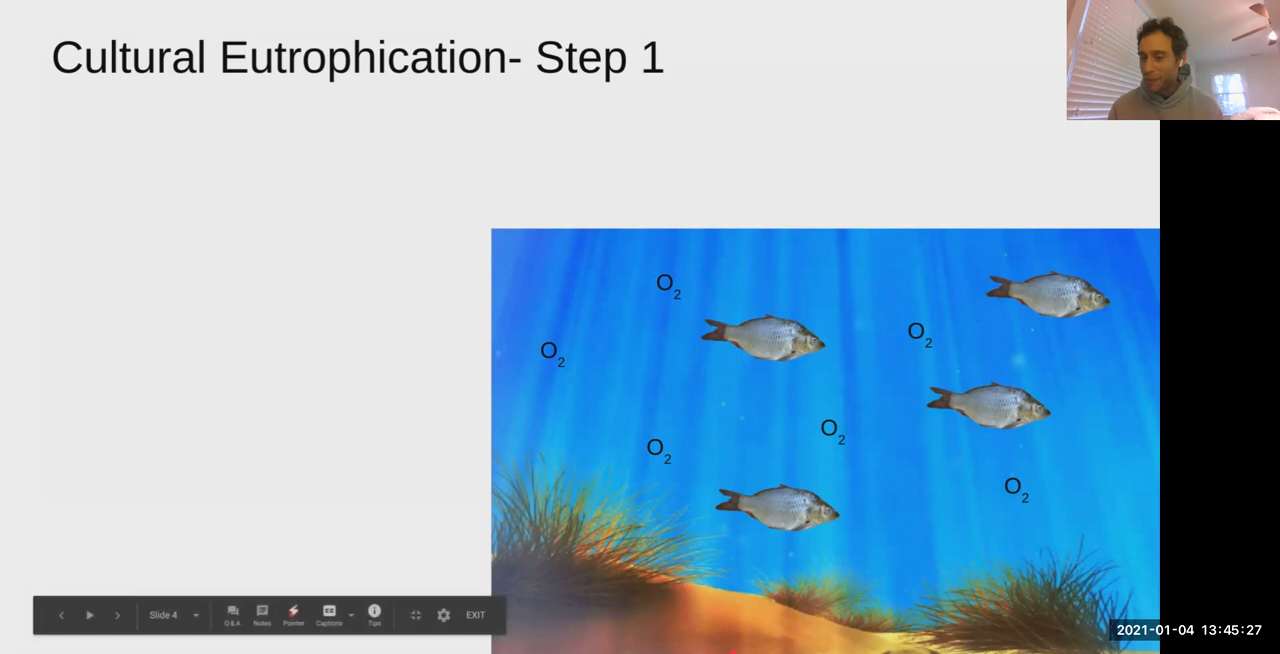 Cultural Eutrophication- Step 1
O2
O2
O2
O2
O2
O2
Slide 4
Q&A
Notes
Pointer
CC
Captions
Tips
EXIT
2021-01-04 13:45:27